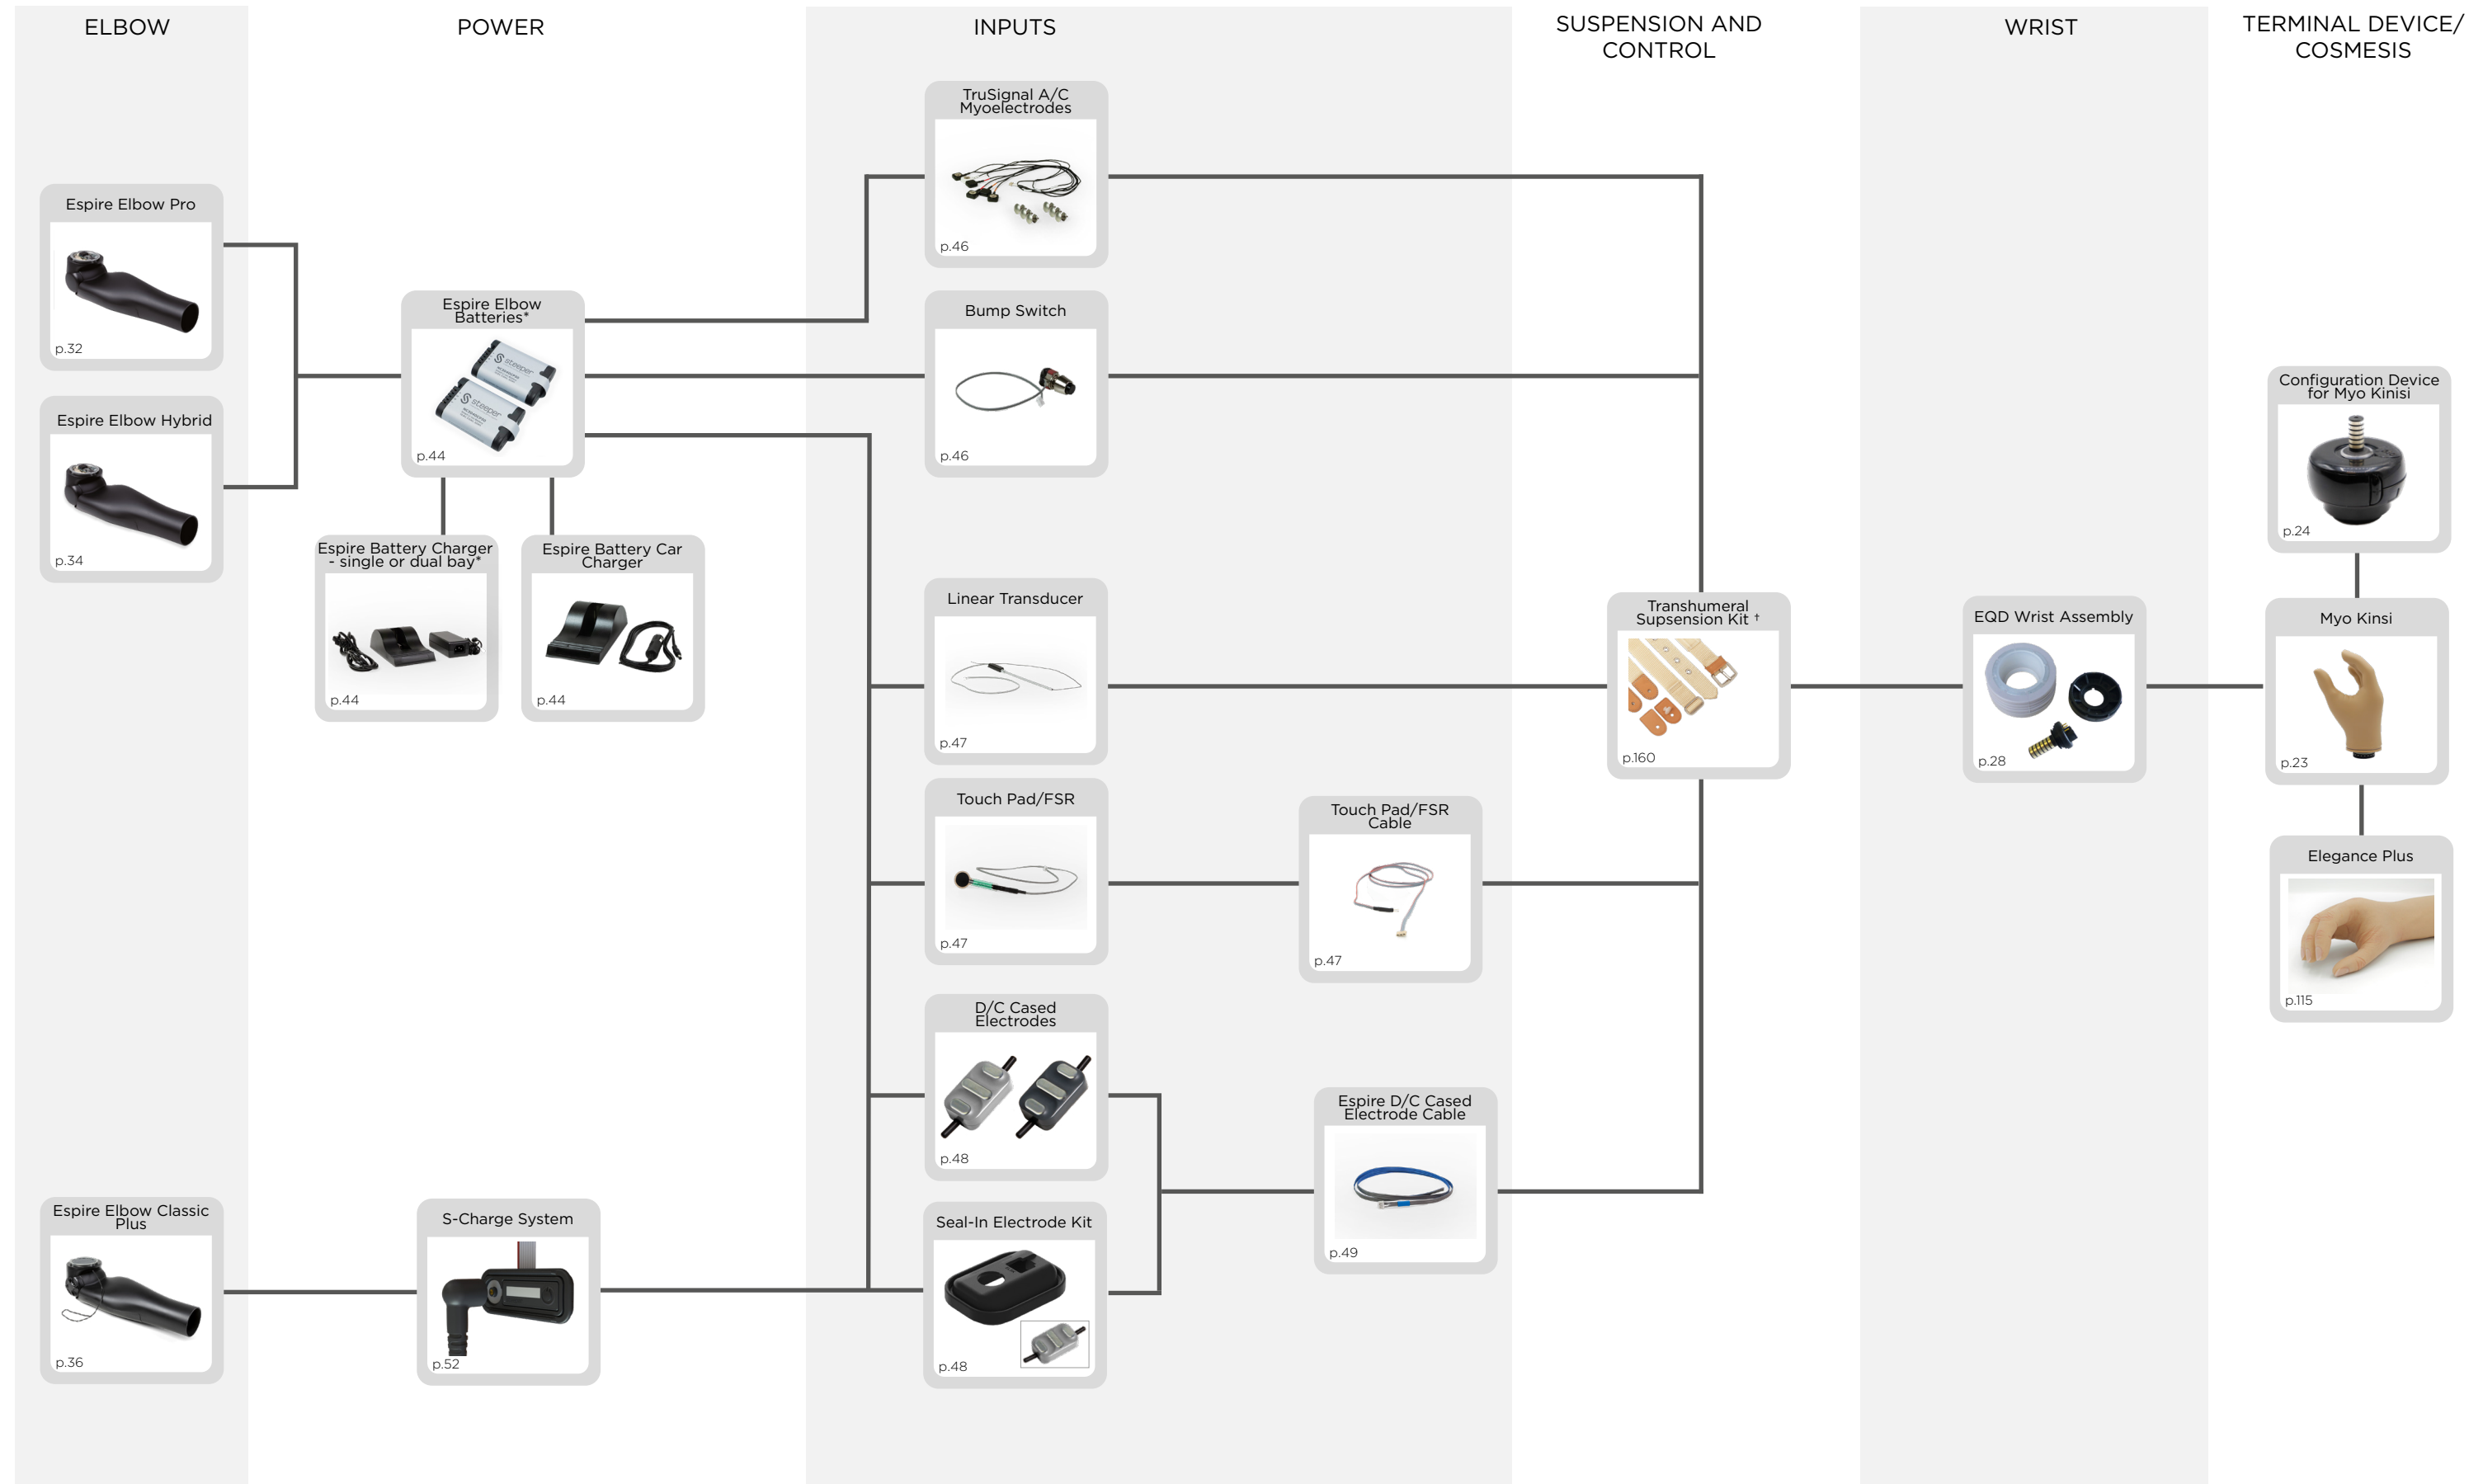 ELBOW
POWER
INPUTS
SUSPENSION AND
CONTROL
WRIST
TERMINAL DEVICE/
COSMESIS
Espire Elbow Pro
p.32
Espire Elbow Hybrid
p.34
Espire Elbow Classic
Plus
p.36
Espire Elbow
Batteries*
steeper
steeper
p.44
Espire Battery Charger
- single or dual bay*
p.44
Espire Battery Car
Charger
p.44
S-Charge System
p.52
TruSignal A/C
Myoelectrodes
p.46
Bump Switch
p.46
Linear Transducer
p.47
Touch Pad/FSR
p.47
Touch Pad/FSR
Cable
p.47
D/C Cased
Electrodes
p.48
Seal-In Electrode Kit
p.48
Espire D/C Cased
Electrode Cable
p.49
Transhumeral
Supsension Kit †
p.160
EQD Wrist Assembly
p.28
Configuration Device
for Myo Kinisi
p.24
Myo Kinsi
p.23
Elegance Plus
p.115